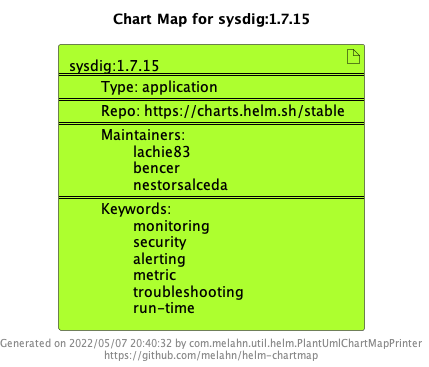 Chart Map for sysdig:1.7.15
sysdig:1.7.15
Type: application
Repo: https://charts.helm.sh/stable
Maintainers:
lachie83
bencer
nestorsalceda
Keywords:
monitoring
security
alerting
metric
troubleshooting
run-time
Generated on 2022/05/07 20:40:32 by com.melahn.util.helm.PlantUmlChartMapPrinter
https://github.com/melahn/helm-chartmap